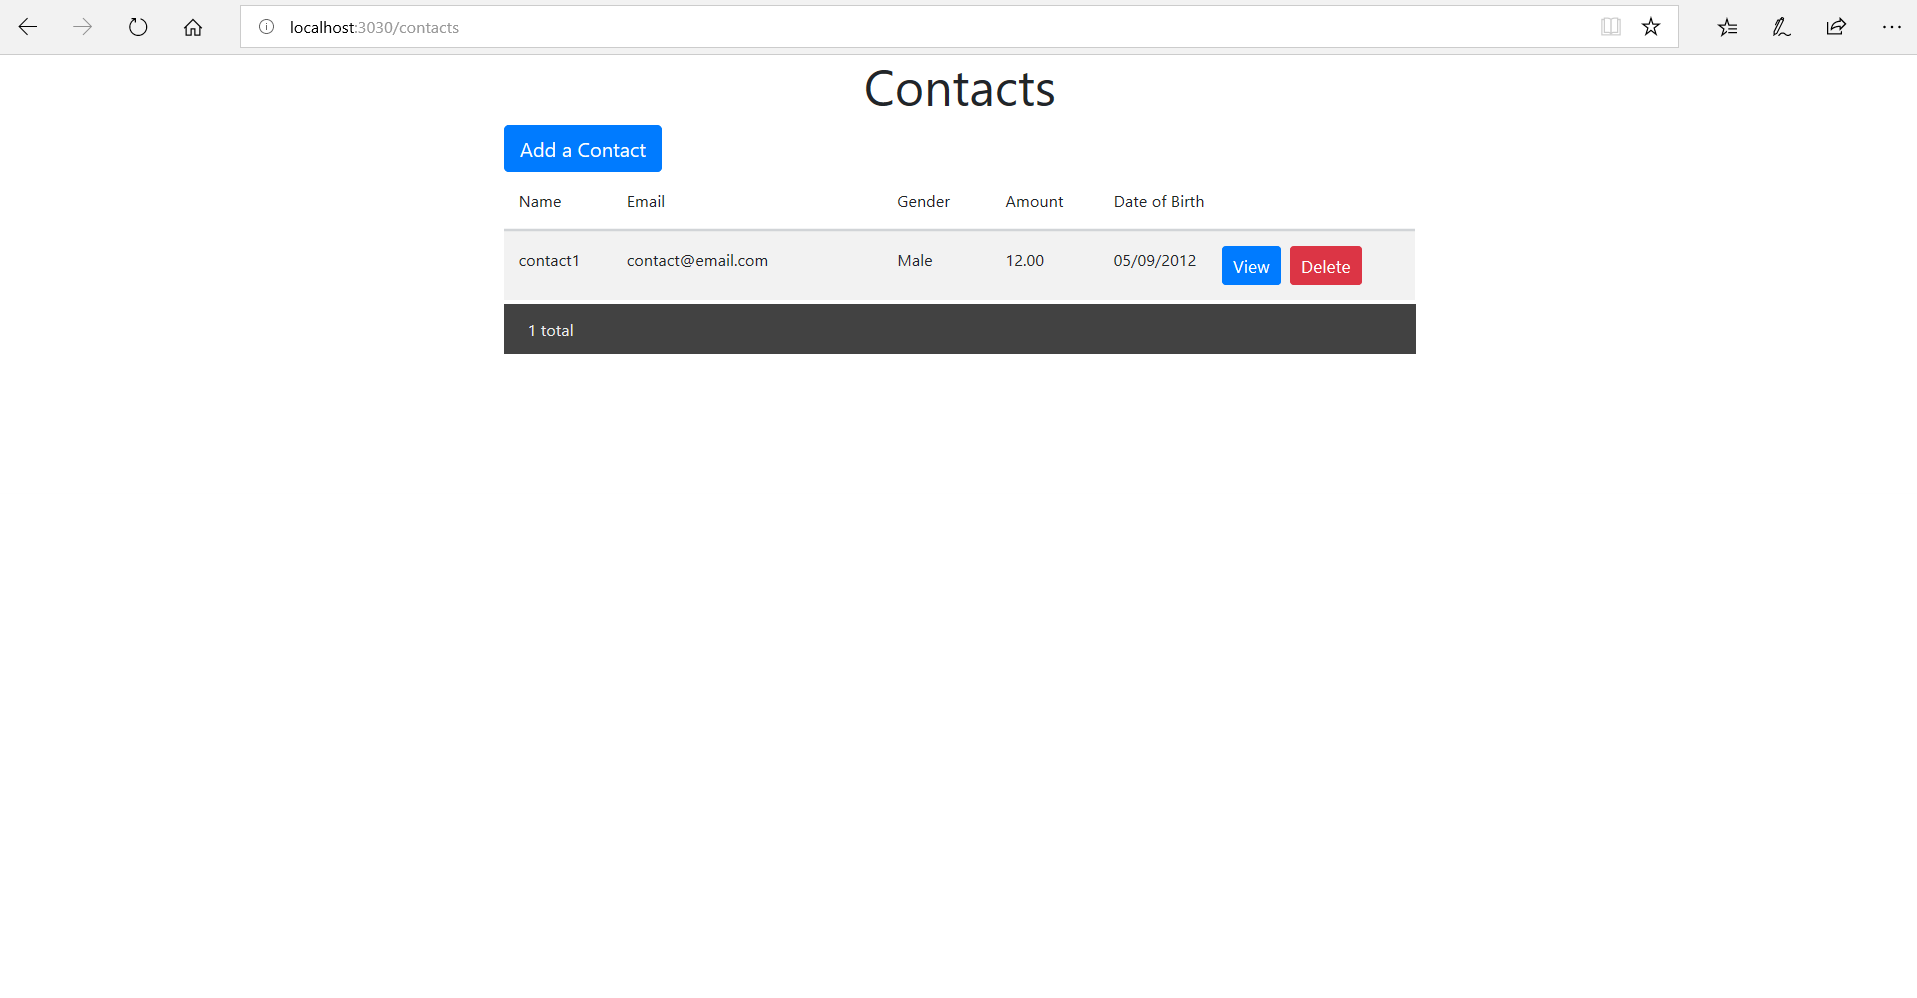 localhost:3030/contacts
Contacts
Add a Contact
Name Email Gender Amount Date of Birth
contact1 contact@email.com Male 12.00 05/09/2012 View Delete
1 total